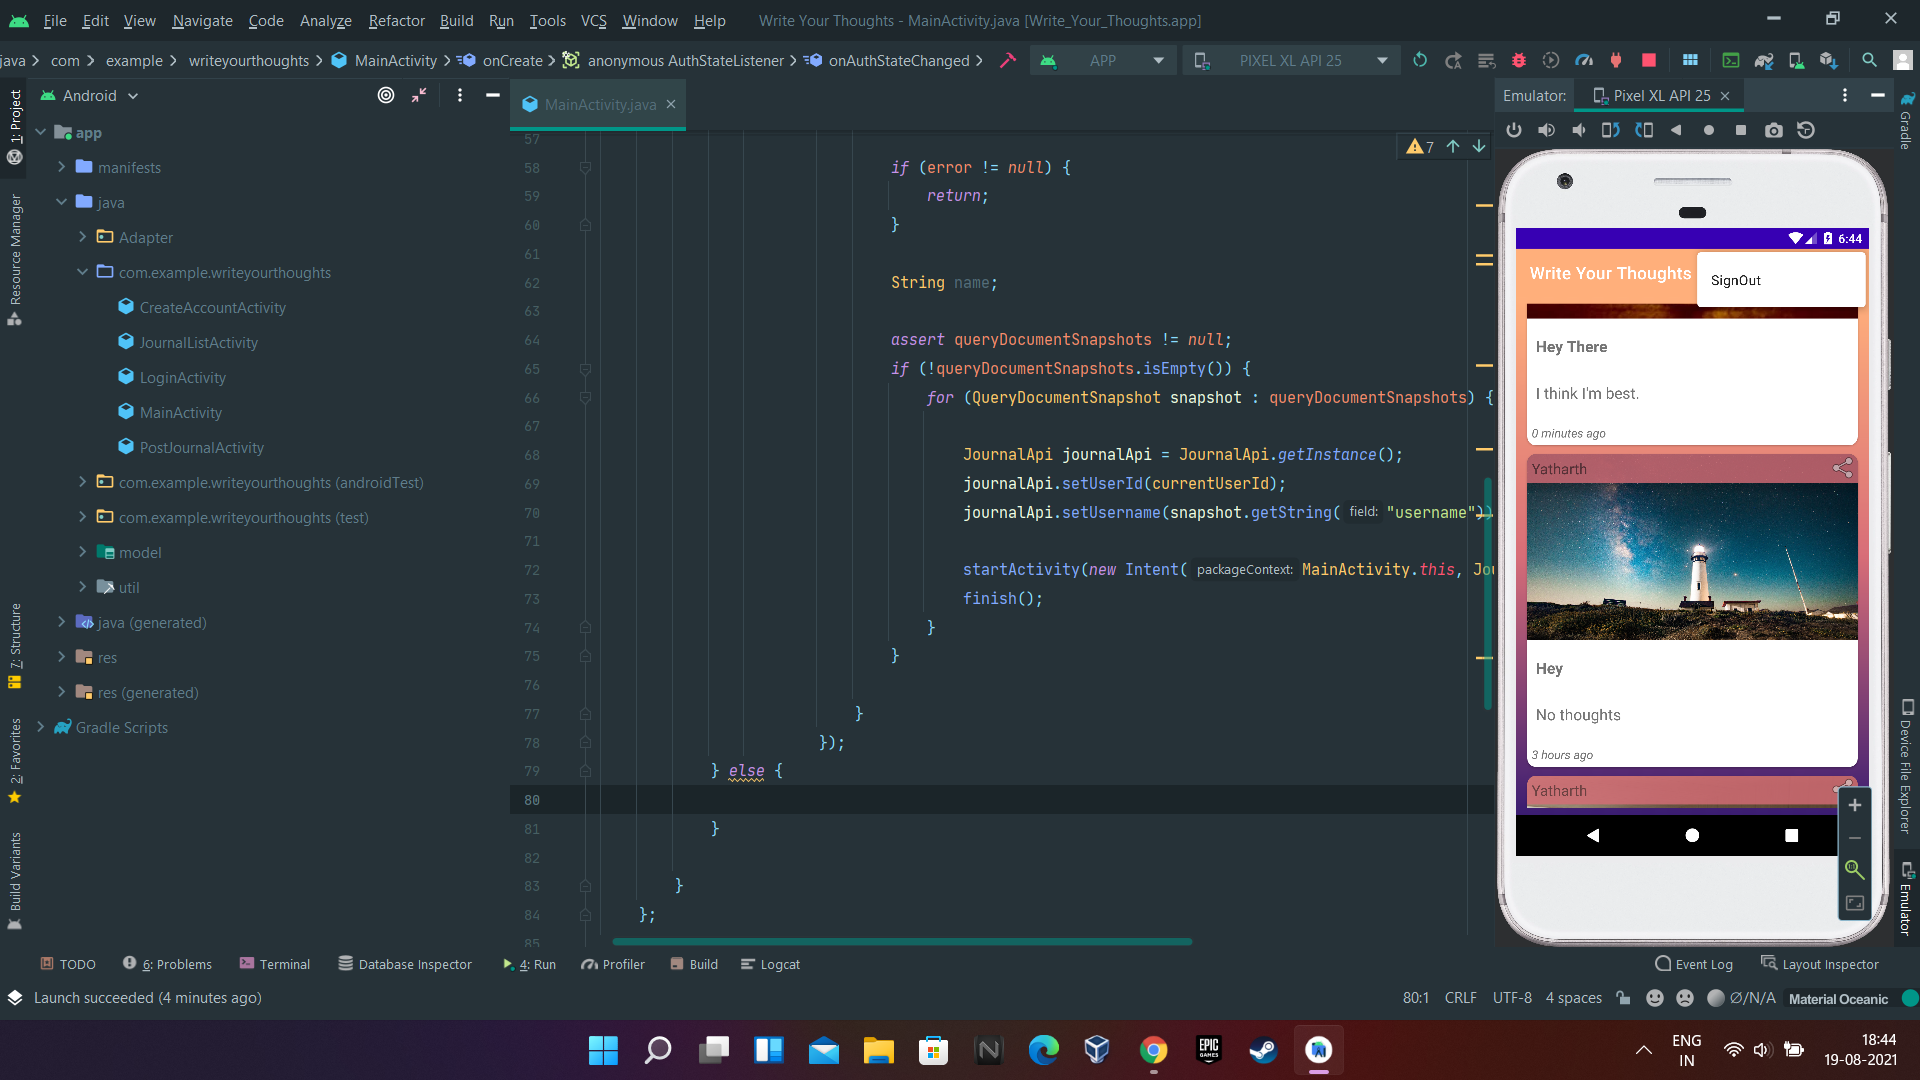 File Edit View Navigate Code Analyze Refactor Build Run Tools VCS Window Help Write Your Thoughts - MainActivity.java [Write_Your_Thoughts.app]
java com example writeyourthoughts MainActivity onCreate anonymous AuthStateListener onAuthStateChanged APP PIXEL XL API 25
Android
MainActivity.java
Emulator: Pixel XL API 25
1: Project
Resource Manager
7: Structure
2: Favorites
Build Variants
app
manifests
java
Adapter
com.example.writeyourthoughts
CreateAccountActivity
JournalListActivity
LoginActivity
MainActivity
PostJournalActivity
com.example.writeyourthoughts (androidTest)
com.example.writeyourthoughts (test)
model
util
java (generated)
res
res (generated)
Gradle Scripts
7
57
58 if (error != null) {
59 return;
60 }
61
62 String name;
63
64 assert queryDocumentSnapshots != null;
65 if (!queryDocumentSnapshots.isEmpty()) {
66 for (QueryDocumentSnapshot snapshot : queryDocumentSnapshots) {
67
68 JournalApi journalApi = JournalApi.getInstance();
69 journalApi.setUserId(currentUserId);
70 journalApi.setUsername(snapshot.getString( field: "username"))
71
72 startActivity(new Intent( packageContext: MainActivity.this, Jou
73 finish();
74 }
75 }
76
77 }
78 });
79 } else {
80
81 }
82
83 }
84 };
85
6:44
Write Your Thoughts
SignOut
Hey There
I think I'm best.
0 minutes ago
Yatharth
Hey
No thoughts
3 hours ago
Yatharth
1:1
Gradle
Device File Explorer
Emulator
TODO 6: Problems Terminal Database Inspector 4: Run Profiler Build Logcat Event Log Layout Inspector
Launch succeeded (4 minutes ago) 80:1 CRLF UTF-8 4 spaces Ø/N/A Material Oceanic
EPIC GAMES
ENG
IN
18:44
19-08-2021